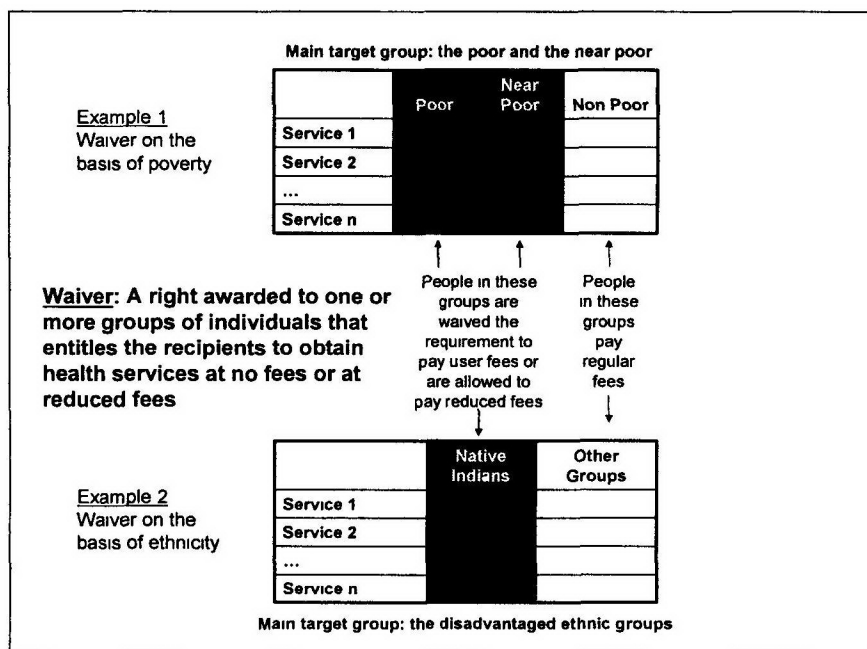 Main target group: the poor and the near poor
Example 1
Waiver on the
basis of poverty
Poor
Near
Poor
Non Poor
Service 1
Service 2
...
Service n
Waiver: A right awarded to one or
more groups of individuals that
entitles the recipients to obtain
health services at no fees or at
reduced fees
People in these
groups are
waived the
requirement to
pay user fees or
are allowed to
pay reduced fees
People
in these
groups
pay
regular
fees
Example 2
Waiver on the
basis of ethnicity
Native
Indians
Other
Groups
Service 1
Service 2
...
Service n
Main target group: the disadvantaged ethnic groups